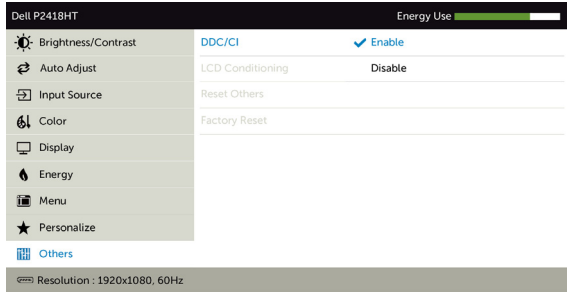 Dell P2418HT Energy Use
Brightness/Contrast DDC/CI Enable
Auto Adjust LCD Conditioning Disable
Input Source Reset Others
Color Factory Reset
Display
Energy
Menu
Personalize
Others
Resolution : 1920x1080, 60Hz